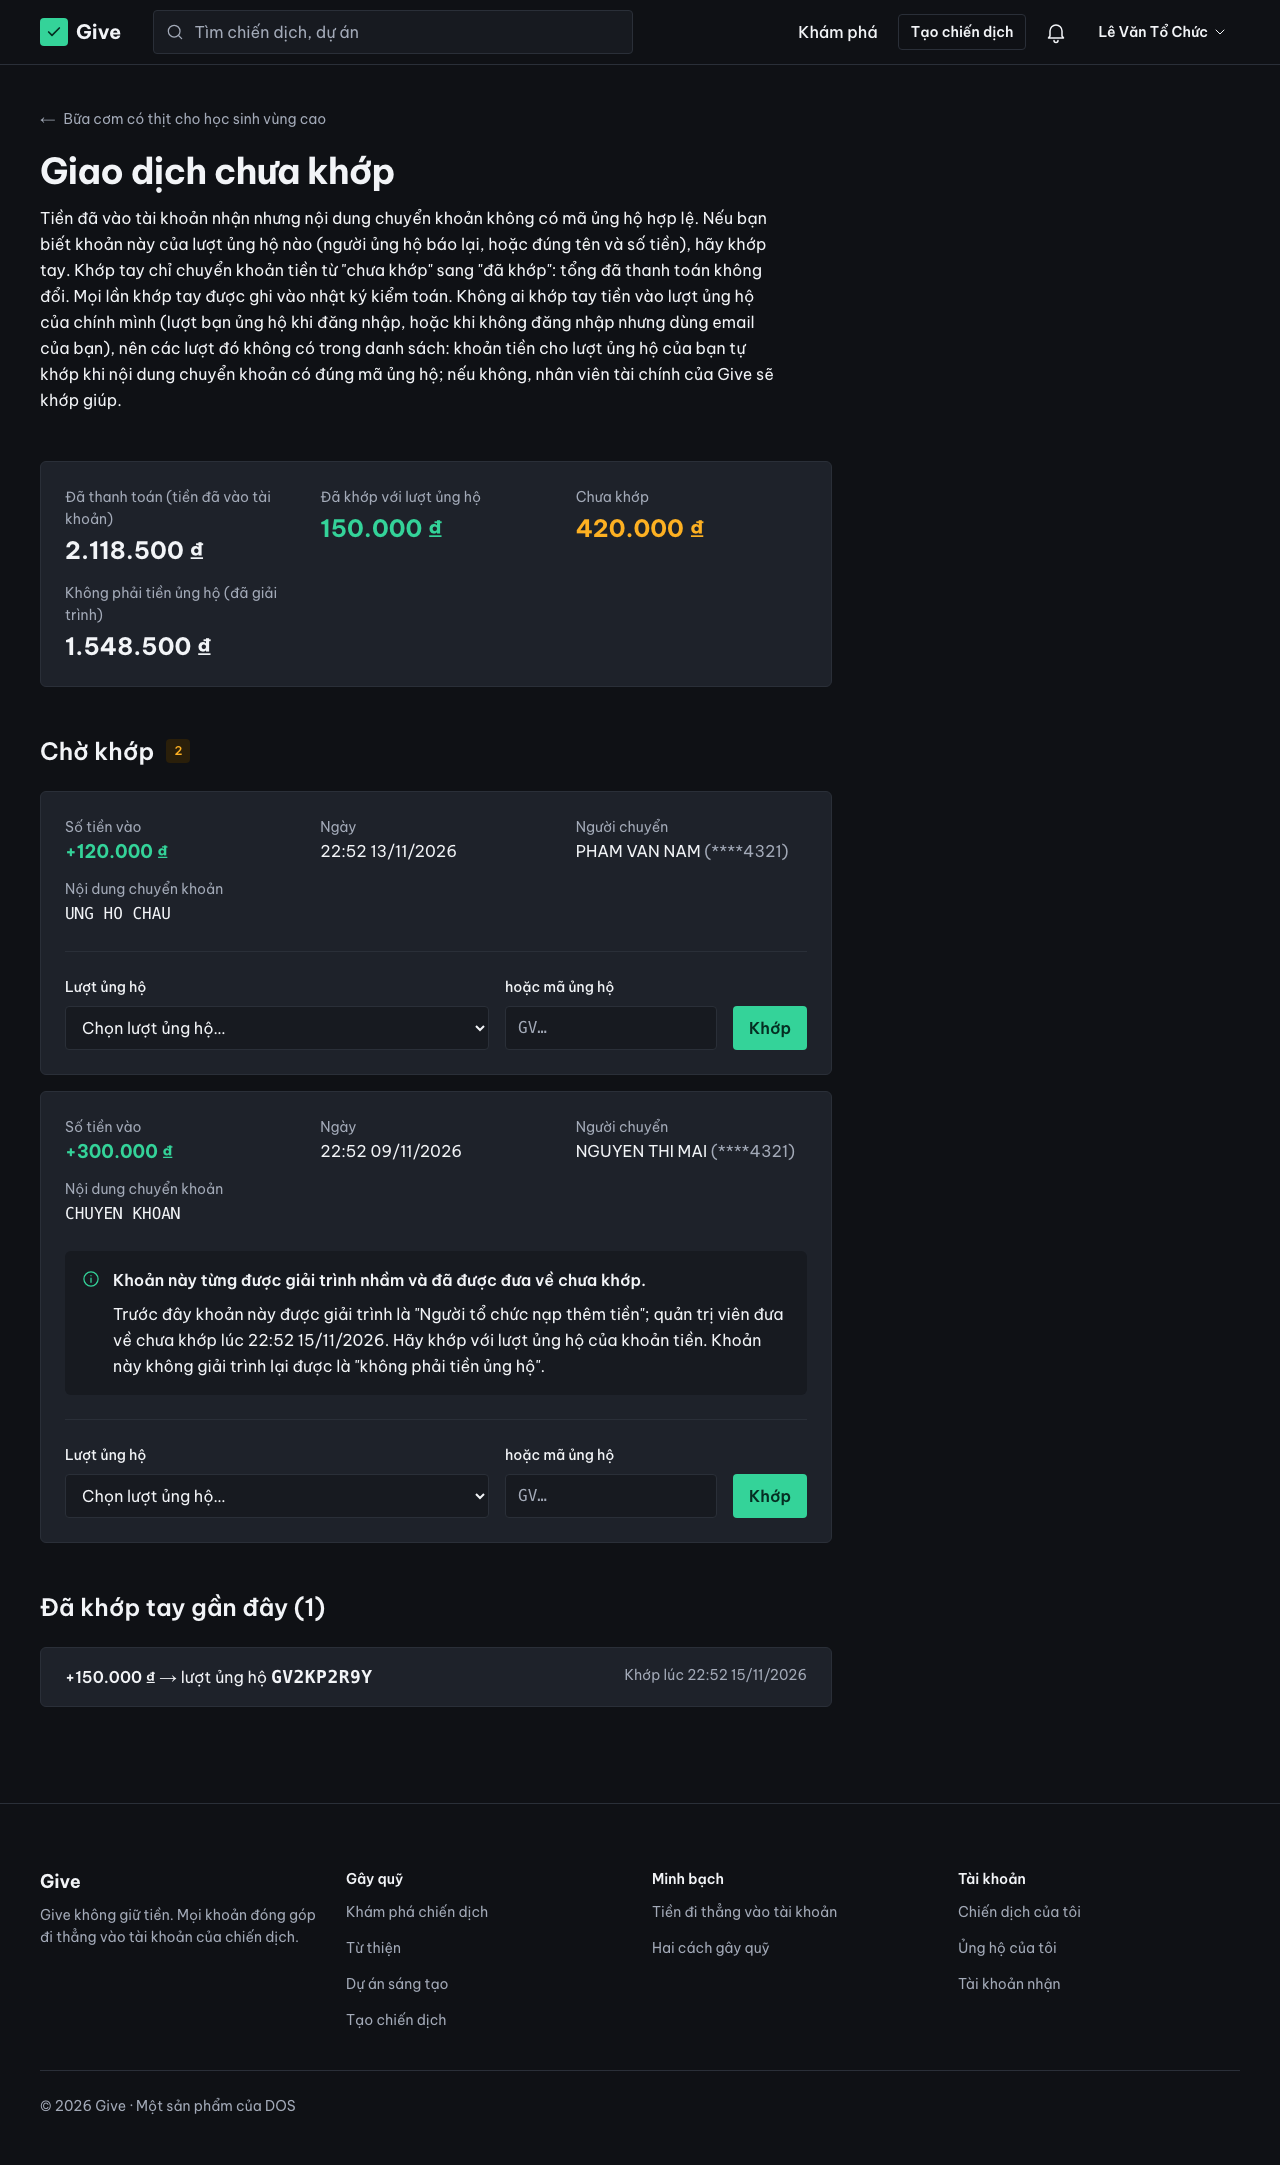 Give
Tìm chiến dịch, dự án
Khám phá
Tạo chiến dịch
Lê Văn Tổ Chức
← Bữa cơm có thịt cho học sinh vùng cao
Giao dịch chưa khớp
Tiền đã vào tài khoản nhận nhưng nội dung chuyển khoản không có mã ủng hộ hợp lệ. Nếu bạn
biết khoản này của lượt ủng hộ nào (người ủng hộ báo lại, hoặc đúng tên và số tiền), hãy khớp
tay. Khớp tay chỉ chuyển khoản tiền từ "chưa khớp" sang "đã khớp": tổng đã thanh toán không
đổi. Mọi lần khớp tay được ghi vào nhật ký kiểm toán. Không ai khớp tay tiền vào lượt ủng hộ
của chính mình (lượt bạn ủng hộ khi đăng nhập, hoặc khi không đăng nhập nhưng dùng email
của bạn), nên các lượt đó không có trong danh sách: khoản tiền cho lượt ủng hộ của bạn tự
khớp khi nội dung chuyển khoản có đúng mã ủng hộ; nếu không, nhân viên tài chính của Give sẽ
khớp giúp.
Đã thanh toán (tiền đã vào tài
khoản)
2.118.500 ₫
Đã khớp với lượt ủng hộ
150.000 ₫
Chưa khớp
420.000 ₫
Không phải tiền ủng hộ (đã giải
trình)
1.548.500 ₫
Chờ khớp 2
Số tiền vào
+120.000 ₫
Ngày
22:52 13/11/2026
Người chuyển
PHAM VAN NAM (****4321)
Nội dung chuyển khoản
UNG HO CHAU
Lượt ủng hộ
Chọn lượt ủng hộ...
hoặc mã ủng hộ
GV…
Khớp
Số tiền vào
+300.000 ₫
Ngày
22:52 09/11/2026
Người chuyển
NGUYEN THI MAI (****4321)
Nội dung chuyển khoản
CHUYEN KHOAN
Khoản này từng được giải trình nhầm và đã được đưa về chưa khớp.
Trước đây khoản này được giải trình là "Người tổ chức nạp thêm tiền"; quản trị viên đưa
về chưa khớp lúc 22:52 15/11/2026. Hãy khớp với lượt ủng hộ của khoản tiền. Khoản
này không giải trình lại được là "không phải tiền ủng hộ".
Lượt ủng hộ
Chọn lượt ủng hộ...
hoặc mã ủng hộ
GV…
Khớp
Đã khớp tay gần đây (1)
+150.000 ₫ → lượt ủng hộ GV2KP2R9Y
Khớp lúc 22:52 15/11/2026
Give
Give không giữ tiền. Mọi khoản đóng góp
đi thẳng vào tài khoản của chiến dịch.
Gây quỹ
Khám phá chiến dịch
Từ thiện
Dự án sáng tạo
Tạo chiến dịch
Minh bạch
Tiền đi thẳng vào tài khoản
Hai cách gây quỹ
Tài khoản
Chiến dịch của tôi
Ủng hộ của tôi
Tài khoản nhận
© 2026 Give · Một sản phẩm của DOS